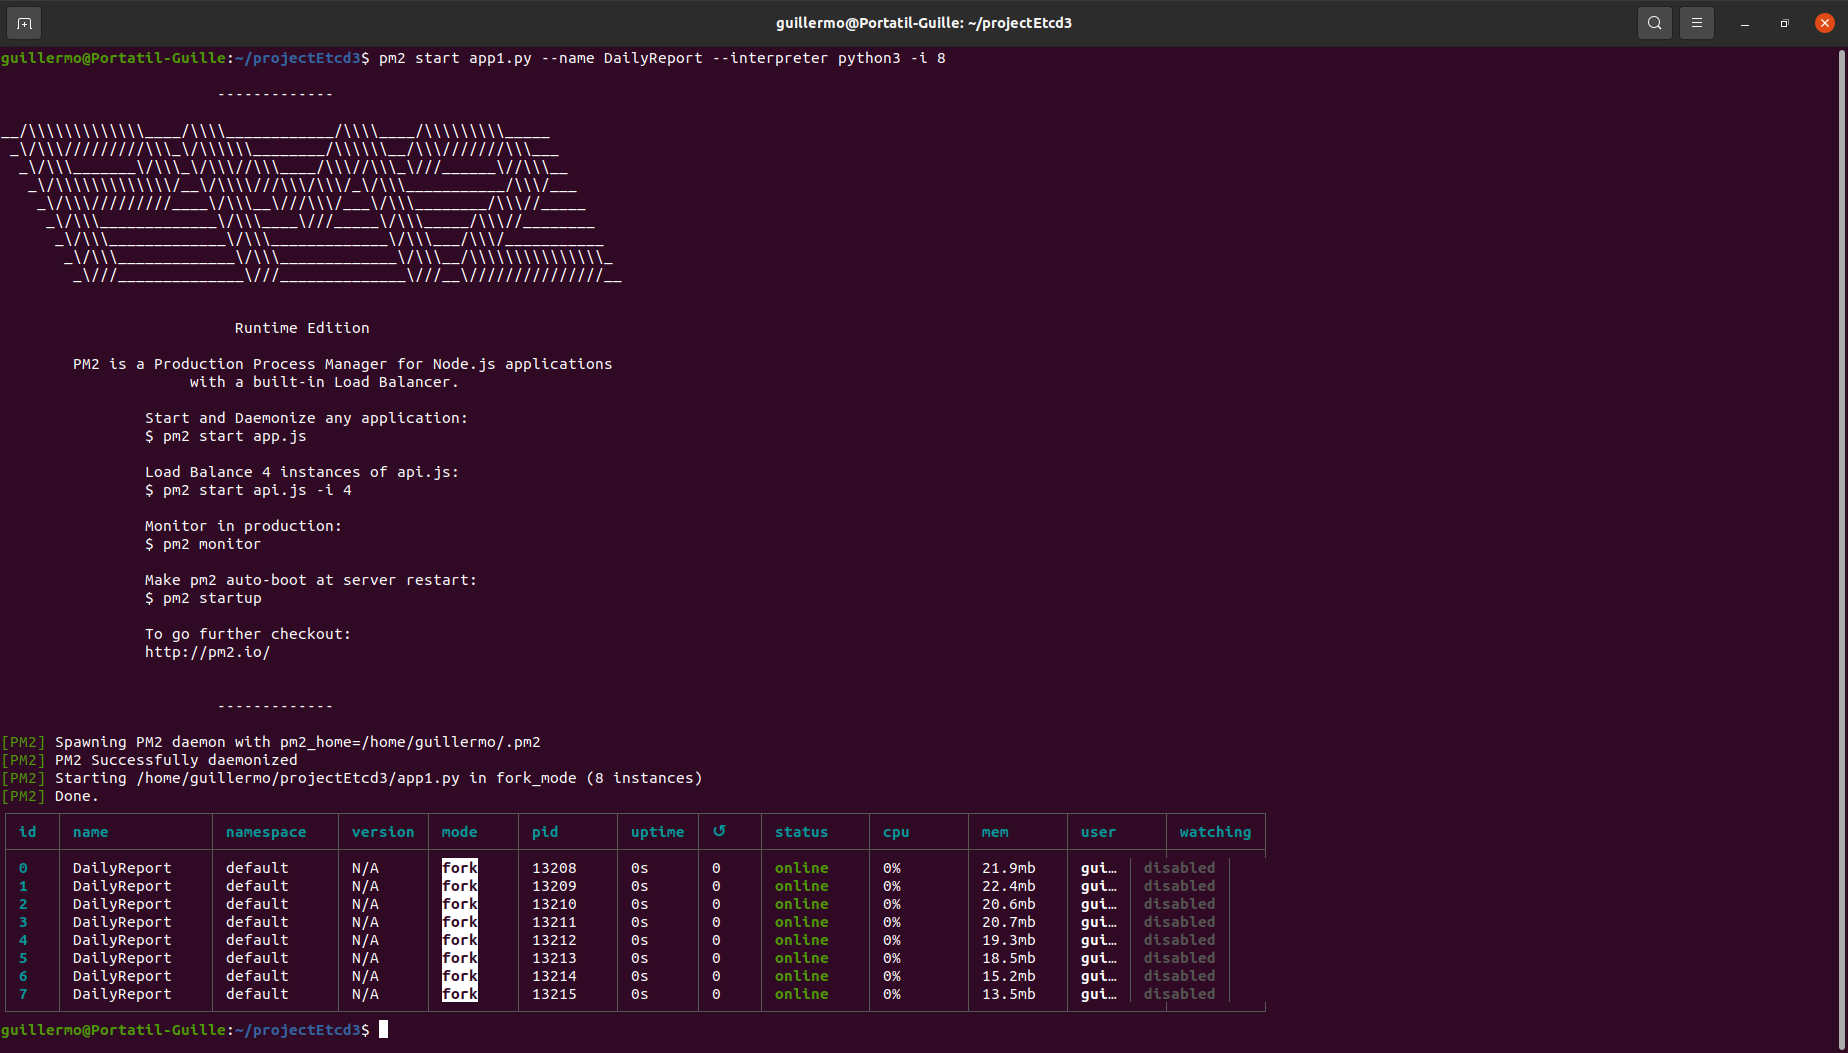 guillermo@Portatil-Guille: ~/projectEtcd3
guillermo@Portatil-Guille:~/projectEtcd3$ pm2 start app1.py --name DailyReport --interpreter python3 -i 8
-------------
__/\\\\\\\\\\\\\____/\\\\____________/\\\\____/\\\\\\\\\_____
_\/\\\/////////\\\_\/\\\\\\________/\\\\\\__/\\\///////\\\___
_\/\\\_______\/\\\_\/\\\//\\\____/\\\//\\\_\///______\//\\\__
_\/\\\\\\\\\\\\\/__\/\\\\///\\\/\\\/_\/\\\___________/\\\/___
_\/\\\/////////____\/\\\__\///\\\/___\/\\\________/\\\//_____
_\/\\\_____________\/\\\____\///_____\/\\\_____/\\\//________
_\/\\\_____________\/\\\_____________\/\\\___/\\\/___________
_\/\\\_____________\/\\\_____________\/\\\__/\\\\\\\\\\\\\\\_
_\///______________\///______________\///__\///////////////__
Runtime Edition
PM2 is a Production Process Manager for Node.js applications
with a built-in Load Balancer.
Start and Daemonize any application:
$ pm2 start app.js
Load Balance 4 instances of api.js:
$ pm2 start api.js -i 4
Monitor in production:
$ pm2 monitor
Make pm2 auto-boot at server restart:
$ pm2 startup
To go further checkout:
http://pm2.io/
-------------
[PM2] Spawning PM2 daemon with pm2_home=/home/guillermo/.pm2
[PM2] PM2 Successfully daemonized
[PM2] Starting /home/guillermo/projectEtcd3/app1.py in fork_mode (8 instances)
[PM2] Done.
id name namespace version mode pid uptime ↺ status cpu mem user watching
0 DailyReport default N/A fork 13208 0s 0 online 0% 21.9mb gui… disabled
1 DailyReport default N/A fork 13209 0s 0 online 0% 22.4mb gui… disabled
2 DailyReport default N/A fork 13210 0s 0 online 0% 20.6mb gui… disabled
3 DailyReport default N/A fork 13211 0s 0 online 0% 20.7mb gui… disabled
4 DailyReport default N/A fork 13212 0s 0 online 0% 19.3mb gui… disabled
5 DailyReport default N/A fork 13213 0s 0 online 0% 18.5mb gui… disabled
6 DailyReport default N/A fork 13214 0s 0 online 0% 15.2mb gui… disabled
7 DailyReport default N/A fork 13215 0s 0 online 0% 13.5mb gui… disabled
guillermo@Portatil-Guille:~/projectEtcd3$